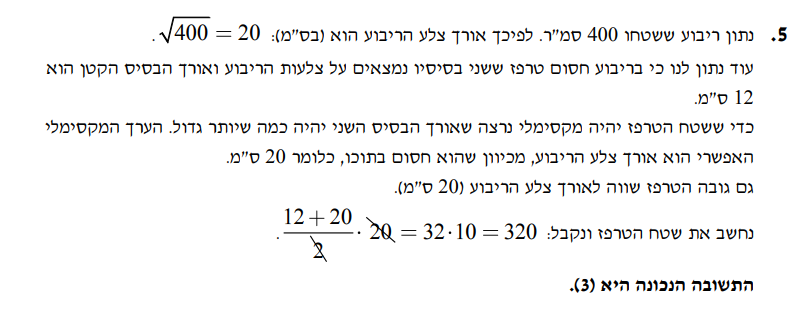 5. נתון ריבוע ששטחו 400 סמ"ר. לפיכך אורך צלע הריבוע הוא (בס"מ): √400 = 20 .
עוד נתון לנו כי בריבוע חסום טרפז ששני בסיסיו נמצאים על צלעות הריבוע ואורך הבסיס הקטן הוא
12 ס"מ.
כדי ששטח הטרפז יהיה מקסימלי נרצה שאורך הבסיס השני יהיה כמה שיותר גדול. הערך המקסימלי
האפשרי הוא אורך צלע הריבוע, מכיוון שהוא חסום בתוכו, כלומר 20 ס"מ.
גם גובה הטרפז שווה לאורך צלע הריבוע (20 ס"מ).
נחשב את שטח הטרפז ונקבל: (12+20)/2 · 20 = 32·10 = 320 .
התשובה הנכונה היא (3).